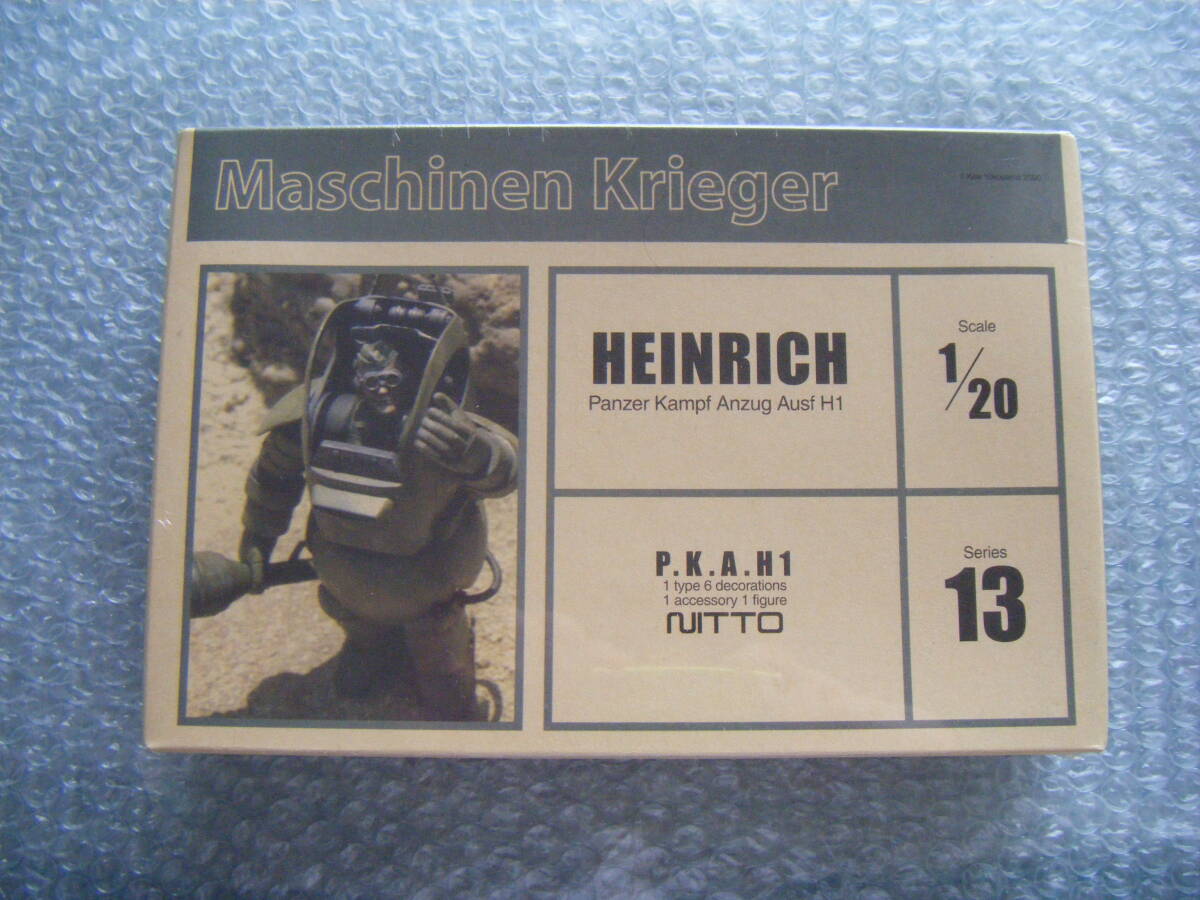 Maschinen Krieger
HEINRICH
Panzer Kampf Anzug Ausf H1
Scale
1/20
P.K.A.H1
1 type 6 decorations
1 accessory 1 figure
NITTO
Series
13